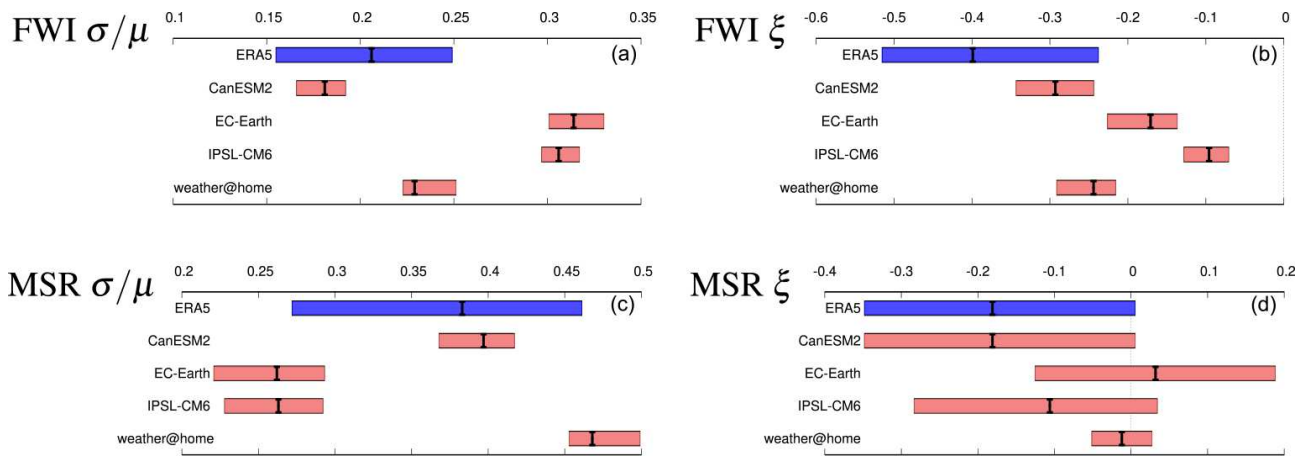 FWI σ/μ
0.1 0.15 0.2 0.25 0.3 0.35
(a)
ERA5
CanESM2
EC-Earth
IPSL-CM6
weather@home
FWI ξ
-0.6 -0.5 -0.4 -0.3 -0.2 -0.1 0
(b)
ERA5
CanESM2
EC-Earth
IPSL-CM6
weather@home
MSR σ/μ
0.2 0.25 0.3 0.35 0.4 0.45 0.5
(c)
ERA5
CanESM2
EC-Earth
IPSL-CM6
weather@home
MSR ξ
-0.4 -0.3 -0.2 -0.1 0 0.1 0.2
(d)
ERA5
CanESM2
EC-Earth
IPSL-CM6
weather@home